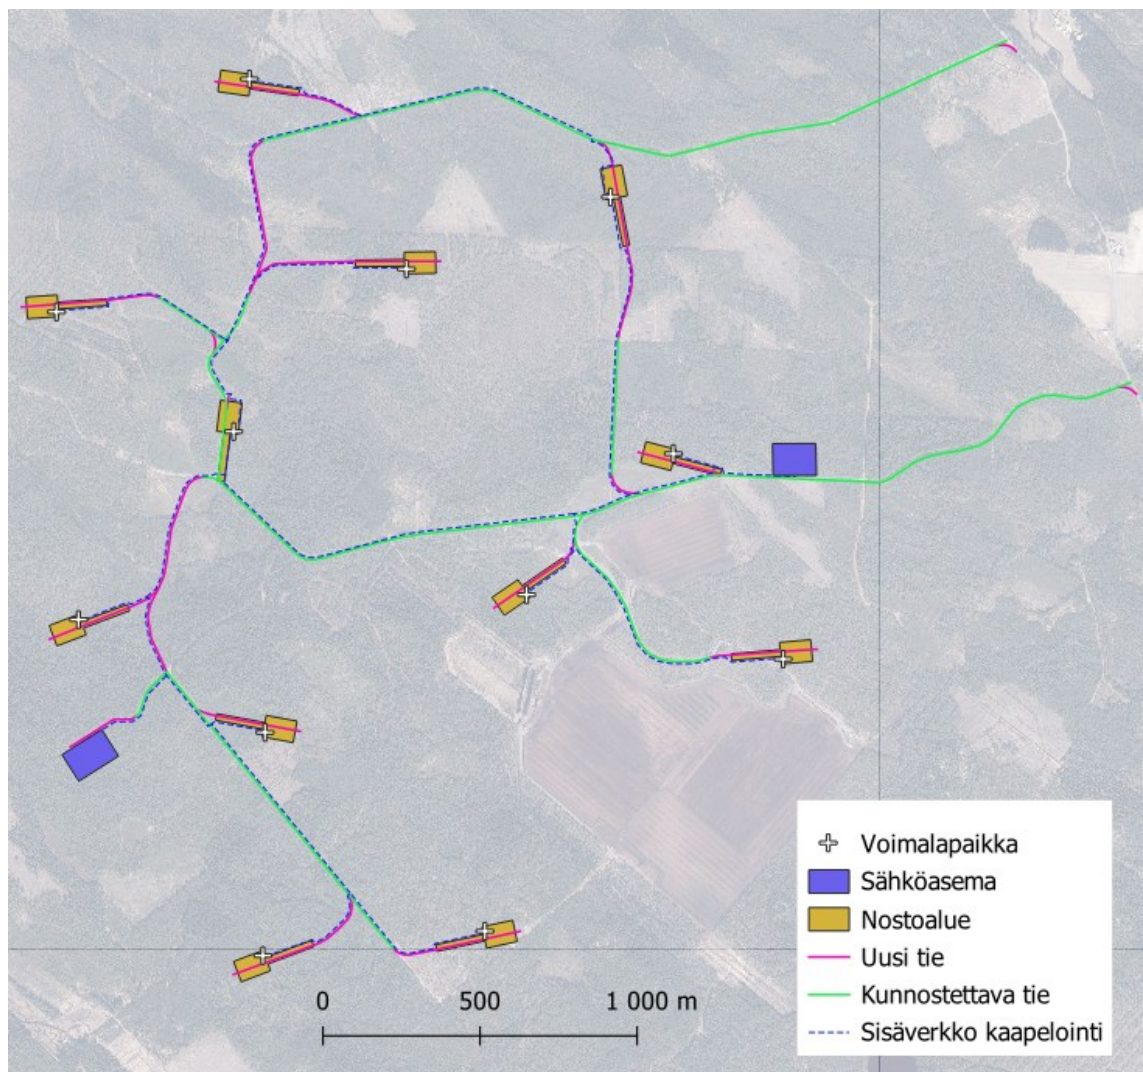 Voimalapaikka
Sähköasema
Nostoalue
Uusi tie
Kunnostettava tie
Sisäverkko kaapelointi
0 500 1 000 m